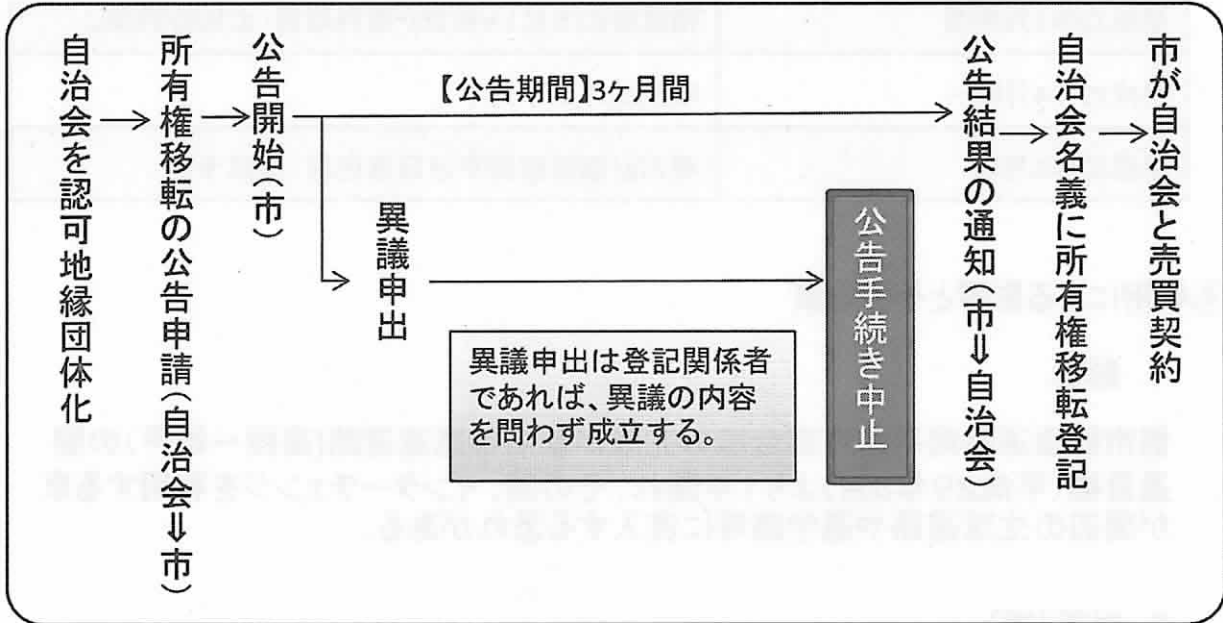 自治会を認可地縁団体化
所有権移転の公告申請(自治会⇒市)
公告開始(市)
【公告期間】3ヶ月間
異議申出
異議申出は登記関係者
であれば、異議の内容
を問わず成立する。
公告手続き中止
公告結果の通知(市⇒自治会)
自治会名義に所有権移転登記
市が自治会と売買契約